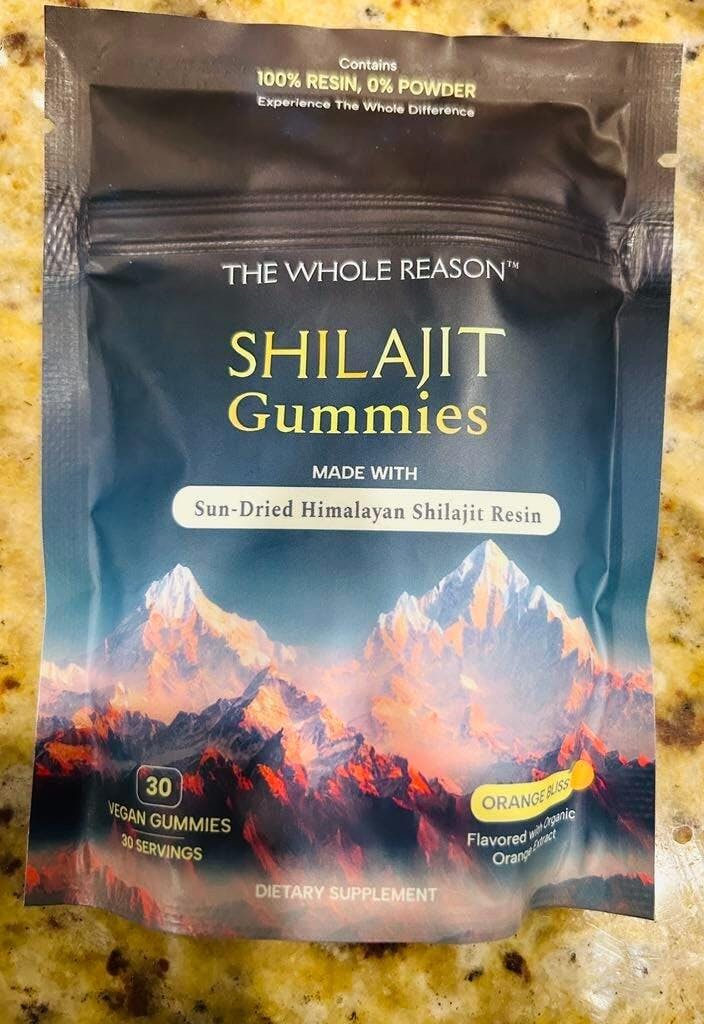 Contains
100% RESIN, 0% POWDER
Experience The Whole Difference
THE WHOLE REASON™
SHILAJIT
Gummies
MADE WITH
Sun-Dried Himalayan Shilajit Resin
30
VEGAN GUMMIES
30 SERVINGS
ORANGE BLISS
Flavored with Organic
Orange Extract
DIETARY SUPPLEMENT